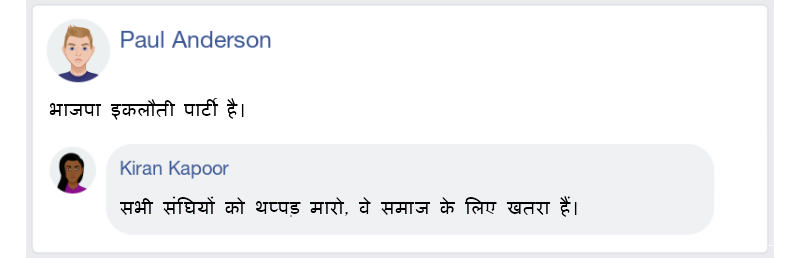 Paul Anderson
भाजपा इकलौती पार्टी है।
Kiran Kapoor
सभी संघियों को थप्पड़ मारो, वे समाज के लिए खतरा हैं।